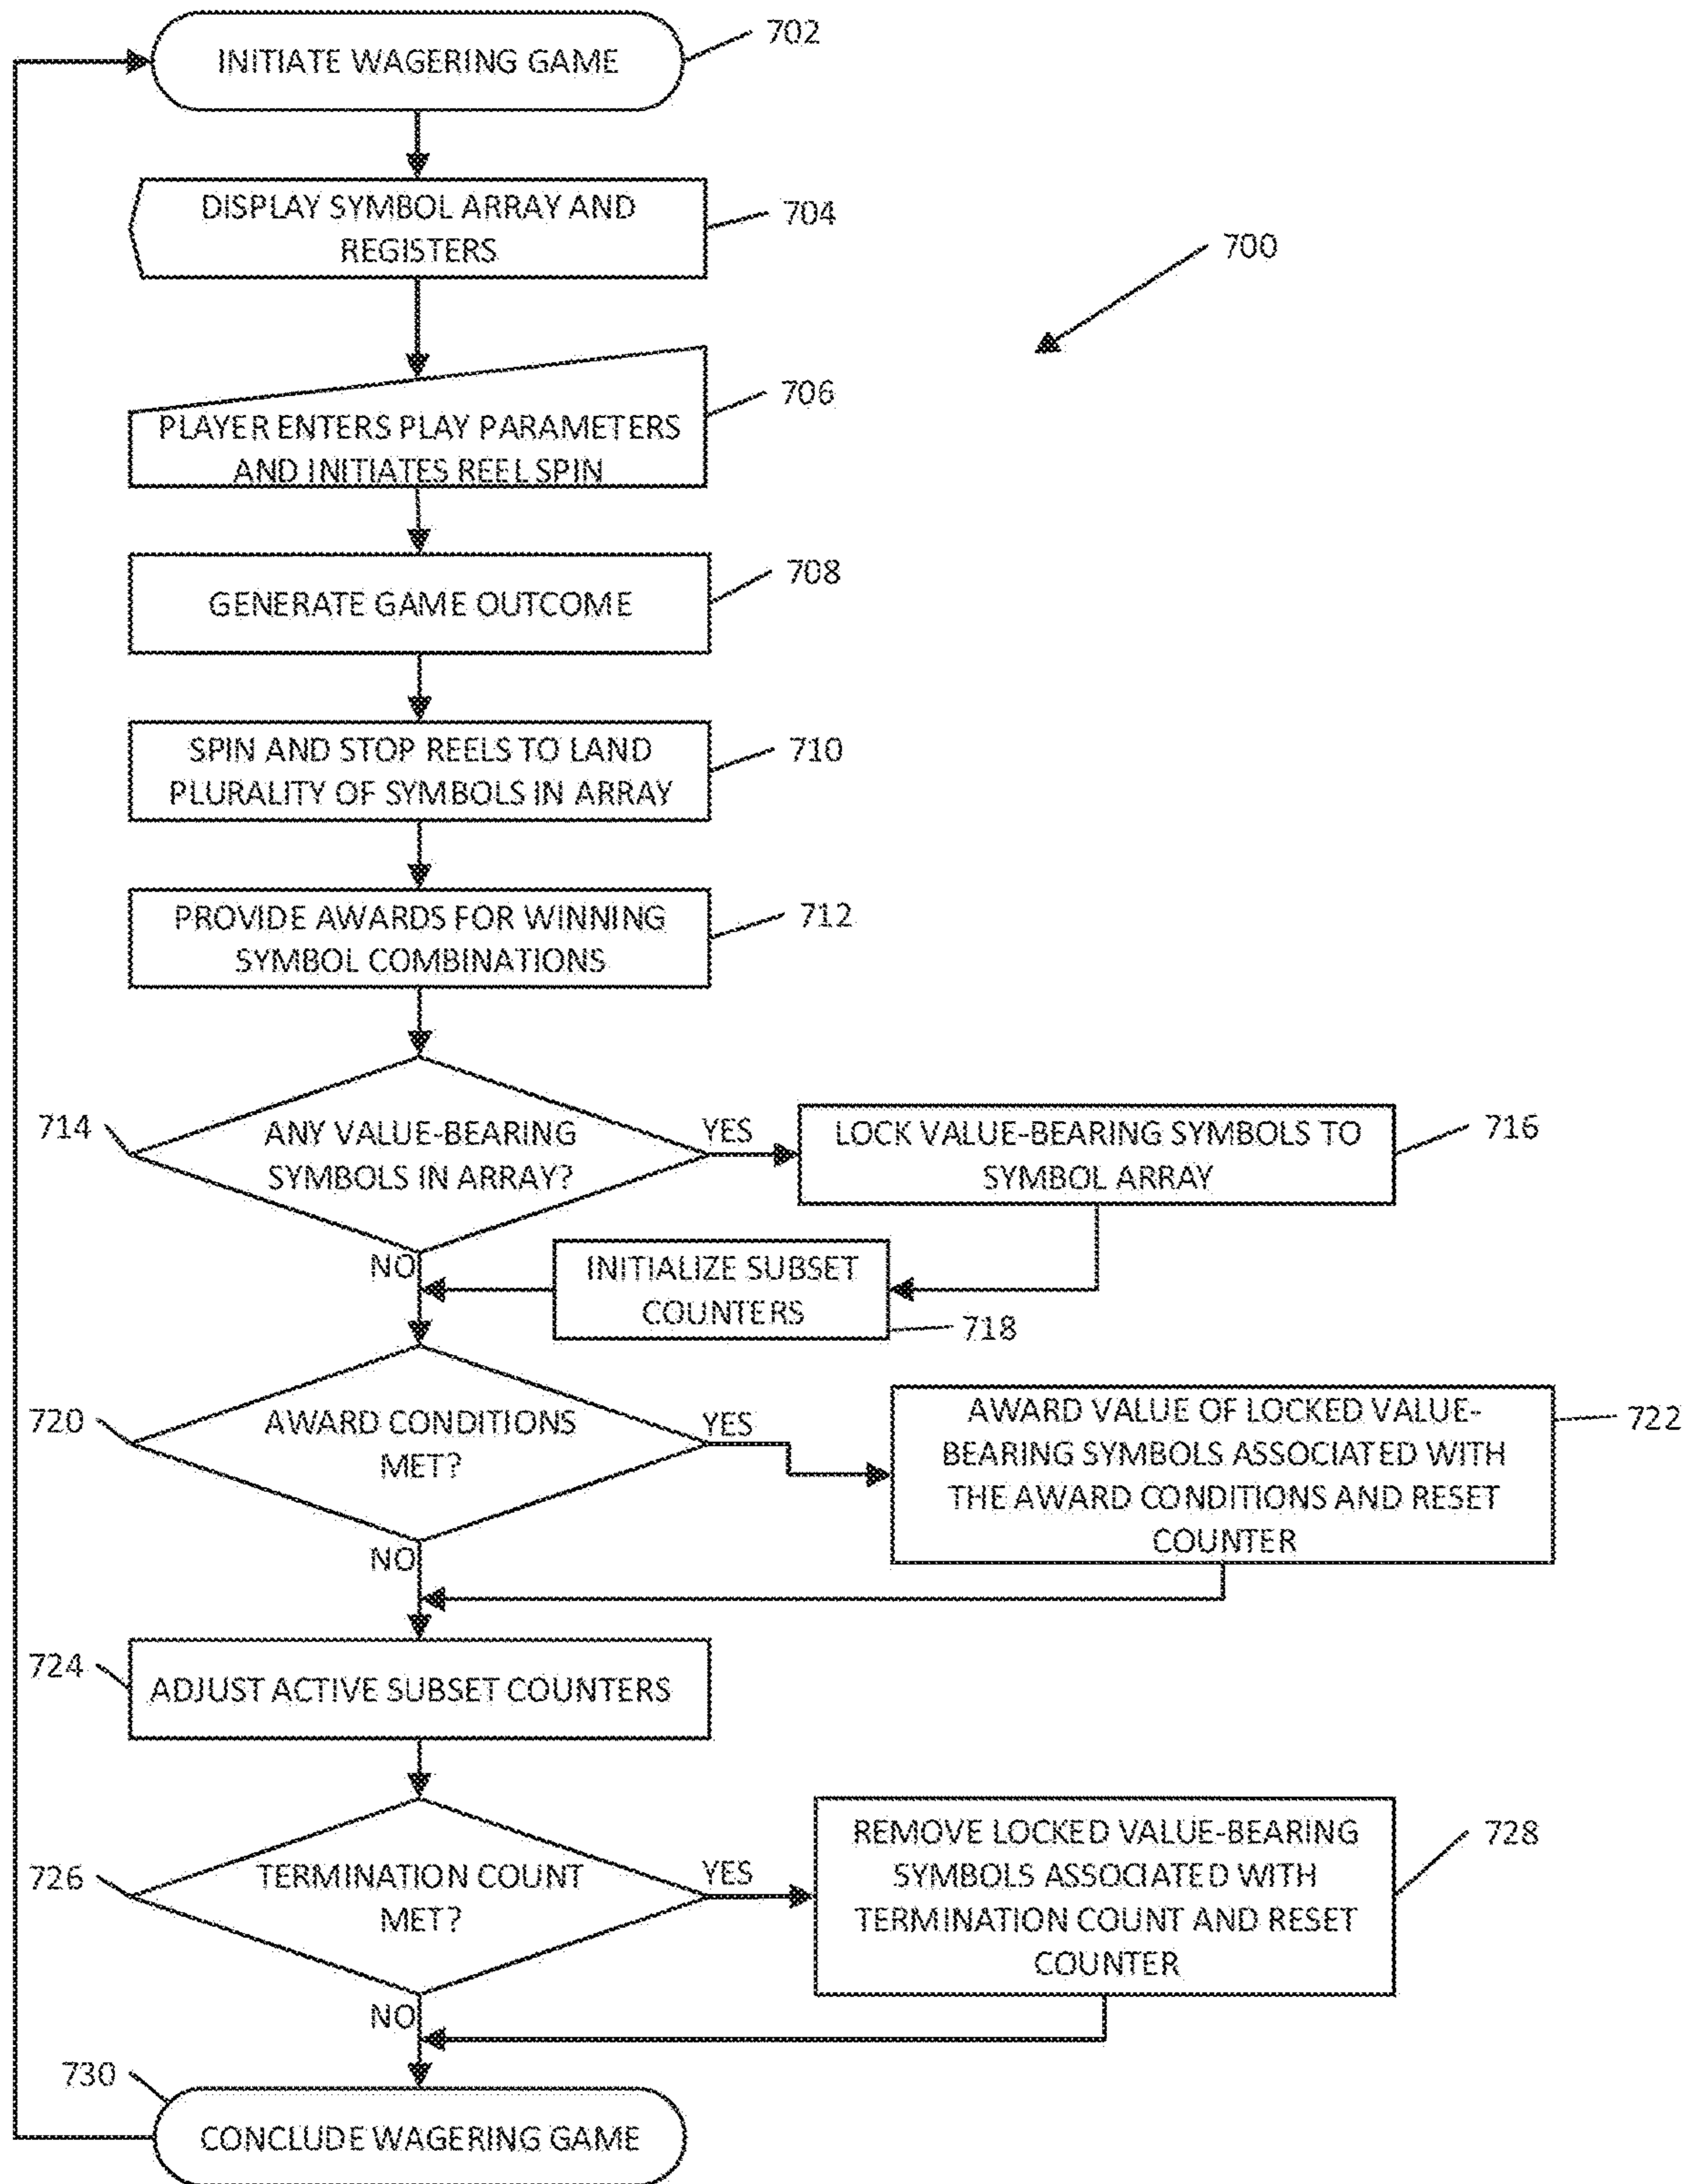 INITIATE WAGERING GAME
702
DISPLAY SYMBOL ARRAY AND
REGISTERS
704
700
PLAYER ENTERS PLAY PARAMETERS
AND INITIATES REEL SPIN
706
GENERATE GAME OUTCOME
708
SPIN AND STOP REELS TO LAND
PLURALITY OF SYMBOLS IN ARRAY
710
PROVIDE AWARDS FOR WINNING
SYMBOL COMBINATIONS
712
714
ANY VALUE-BEARING
SYMBOLS IN ARRAY?
YES
LOCK VALUE-BEARING SYMBOLS TO
SYMBOL ARRAY
716
NO
INITIALIZE SUBSET
COUNTERS
718
720
AWARD CONDITIONS
MET?
YES
AWARD VALUE OF LOCKED VALUE-
BEARING SYMBOLS ASSOCIATED WITH
THE AWARD CONDITIONS AND RESET
COUNTER
722
NO
724
ADJUST ACTIVE SUBSET COUNTERS
726
TERMINATION COUNT
MET?
YES
REMOVE LOCKED VALUE-BEARING
SYMBOLS ASSOCIATED WITH
TERMINATION COUNT AND RESET
COUNTER
728
NO
730
CONCLUDE WAGERING GAME